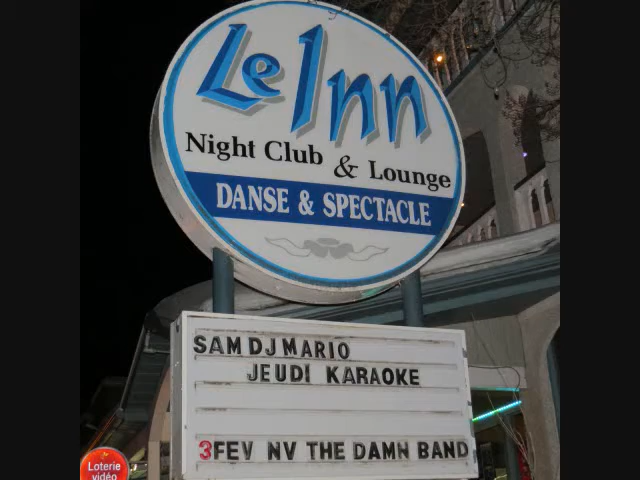 Le Inn
Night Club & Lounge
DANSE & SPECTACLE
SAM DJ MARIO
JEUDI KARAOKE
3FEV NV THE DAMN BAND
Loterie
vidéo